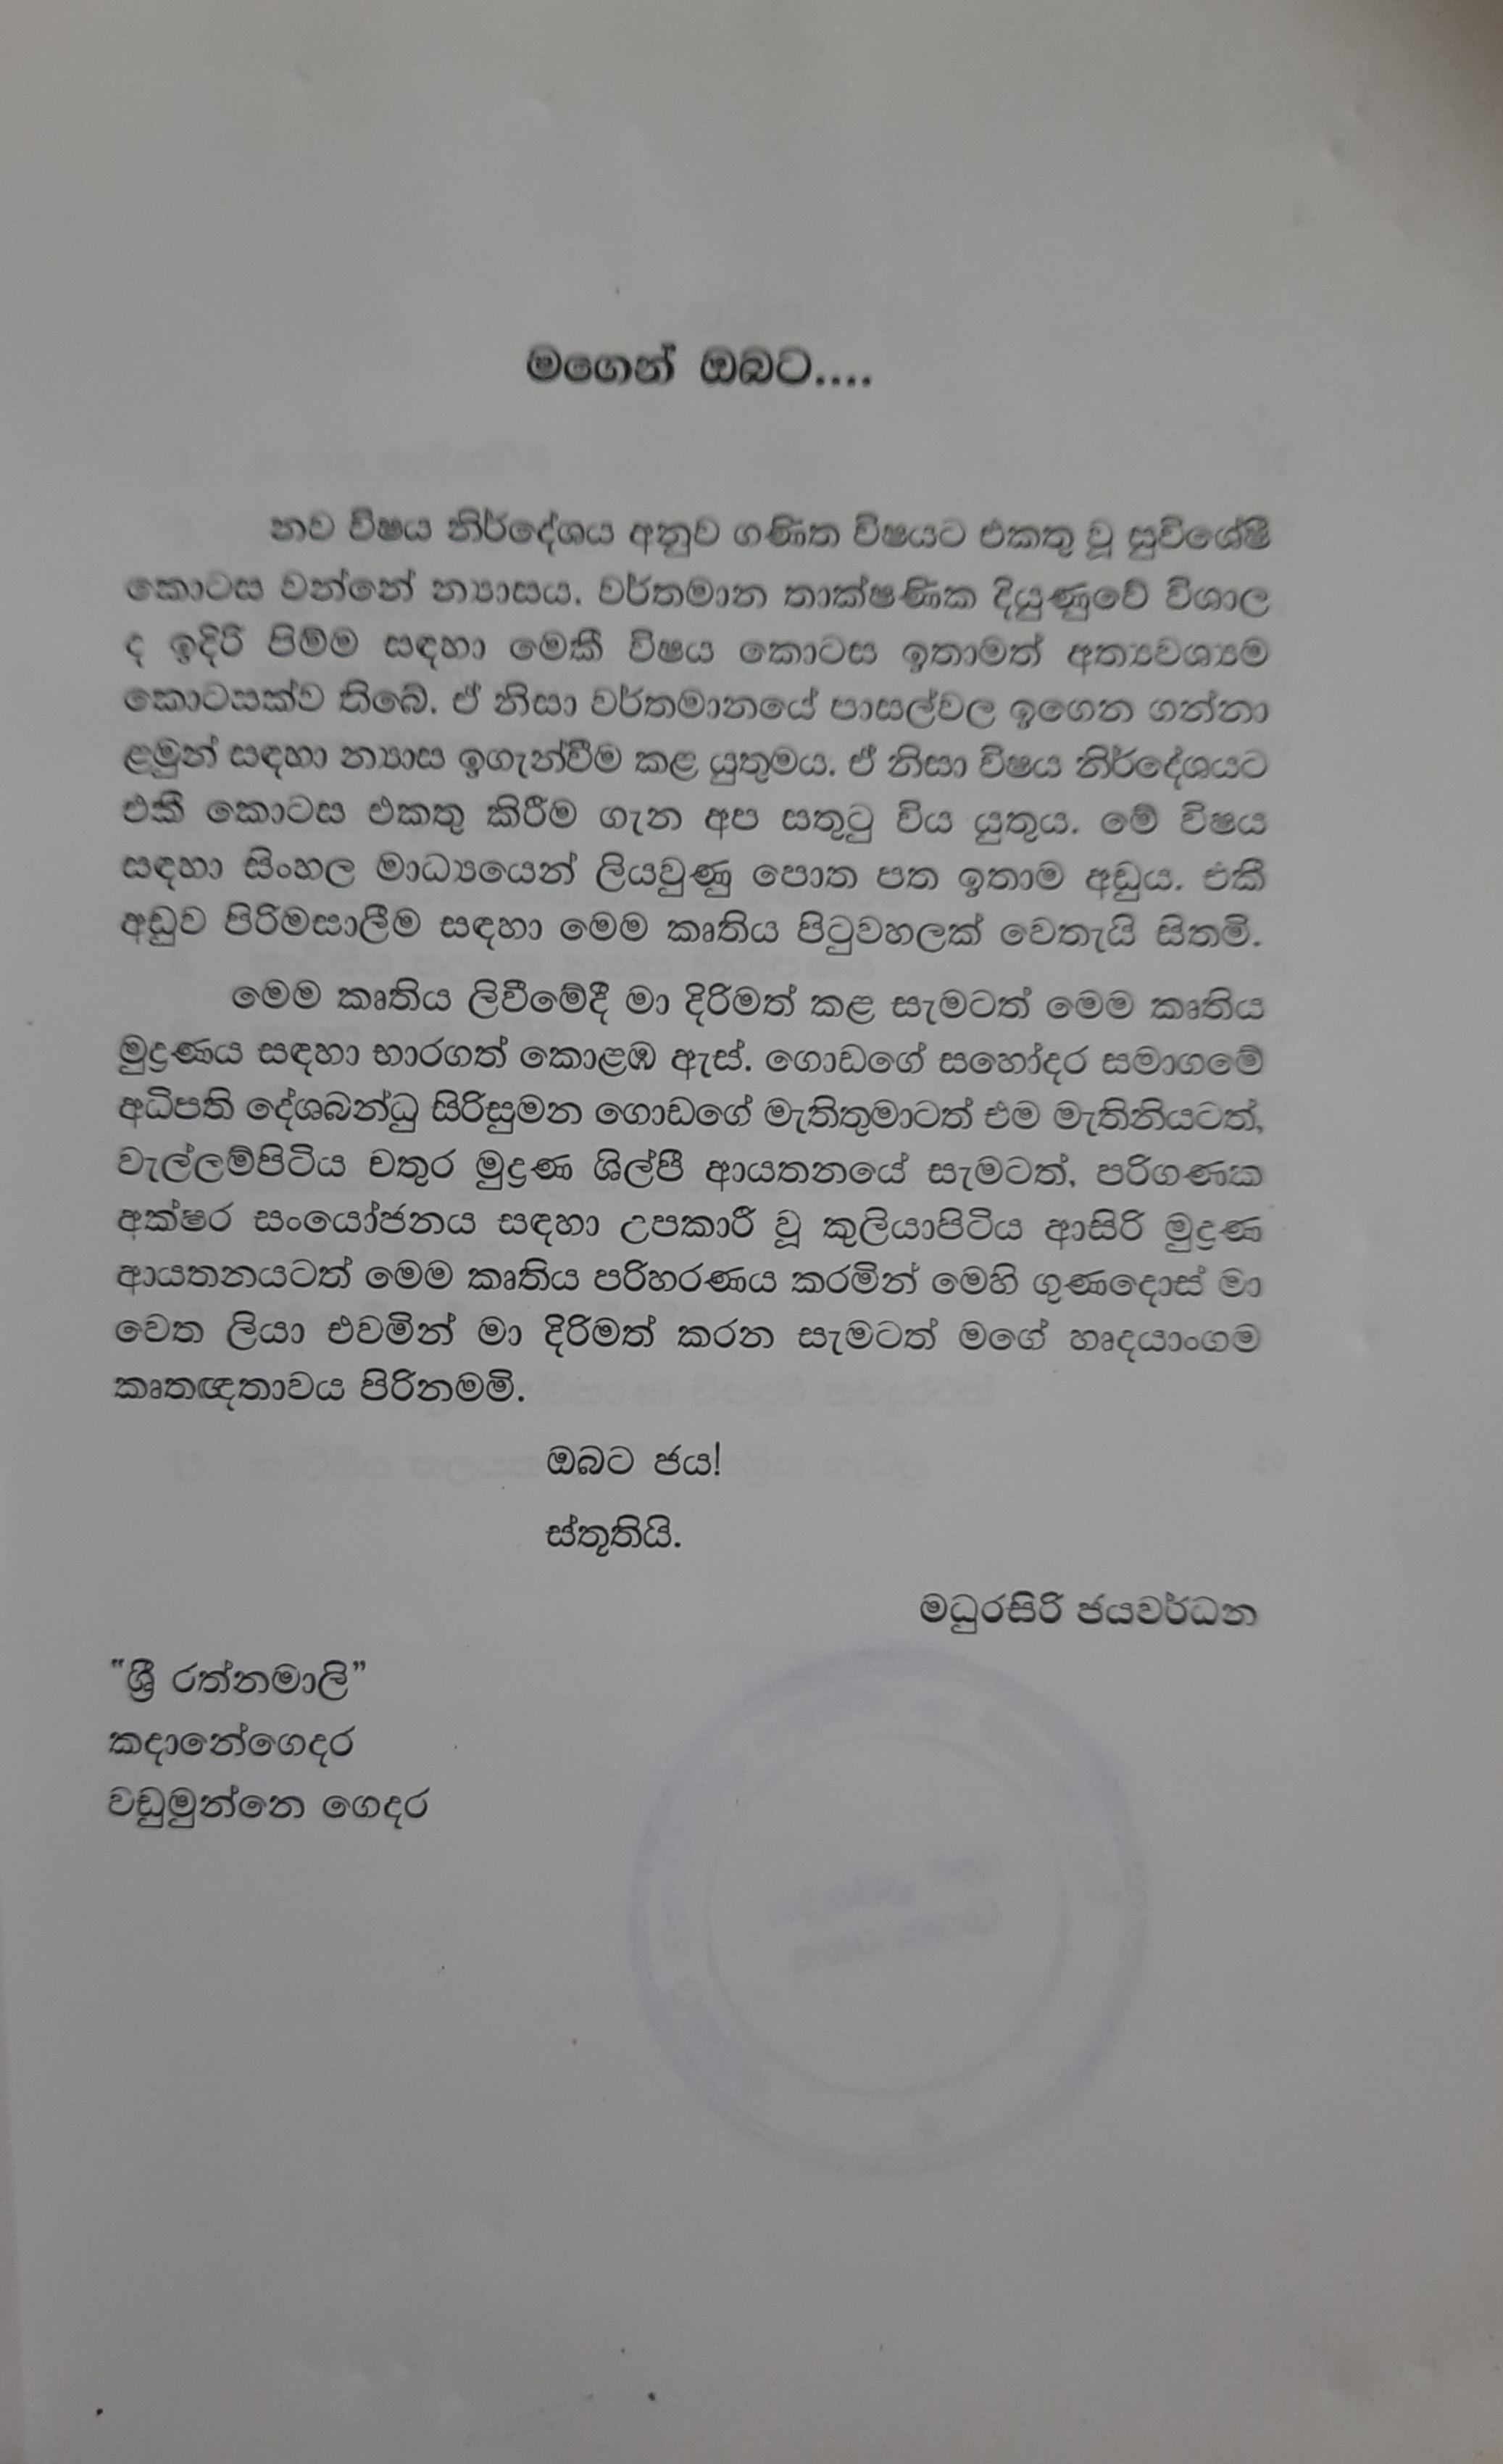 මගෙන් ඔබට....
නව විෂය නිර්දේශය අනුව ගණිත විෂයට එකතු වූ සුවිශේෂී
කොටස වන්නේ න්‍යාසය. වර්තමාන තාක්ෂණික දියුණුවේ විශාල
ද ඉදිරි පිම්ම සඳහා මෙකී විෂය කොටස ඉතාමත් අත්‍යවශ්‍යම
කොටසක්ව තිබේ. ඒ නිසා වර්තමානයේ පාසල්වල ඉගෙන ගන්නා
ළමුන් සඳහා න්‍යාස ඉගැන්වීම කළ යුතුමය. ඒ නිසා විෂය නිර්දේශයට
එකී කොටස එකතු කිරීම ගැන අප සතුටු විය යුතුය. මේ විෂය
සඳහා සිංහල මාධ්‍යයෙන් ලියවුණු පොත පත ඉතාම අඩුය. එකී
අඩුව පිරිමසාලීම සඳහා මෙම කෘතිය පිටුවහලක් වෙතැයි සිතමි.
මෙම කෘතිය ලිවීමේදී මා දිරිමත් කළ සැමටත් මෙම කෘතිය
මුද්‍රණය සඳහා භාරගත් කොළඹ ඇස්. ගොඩගේ සහෝදර සමාගමේ
අධිපති දේශබන්ධු සිරිසුමන ගොඩගේ මැතිතුමාටත් එම මැතිනියටත්,
වැල්ලම්පිටිය චතුර මුද්‍රණ ශිල්පී ආයතනයේ සැමටත්, පරිගණක
අක්ෂර සංයෝජනය සඳහා උපකාරී වූ කුලියාපිටිය ආසිරි මුද්‍රණ
ආයතනයටත් මෙම කෘතිය පරිහරණය කරමින් මෙහි ගුණදොස් මා
වෙත ලියා එවමින් මා දිරිමත් කරන සැමටත් මගේ හෘදයාංගම
කෘතඥතාවය පිරිනමමි.
ඔබට ජය!
ස්තූතියි.
මධුරසිරි ජයවර්ධන
“ශ්‍රී රත්නමාලි”
කදානේගෙදර
වඩුමුන්නෙ ගෙදර